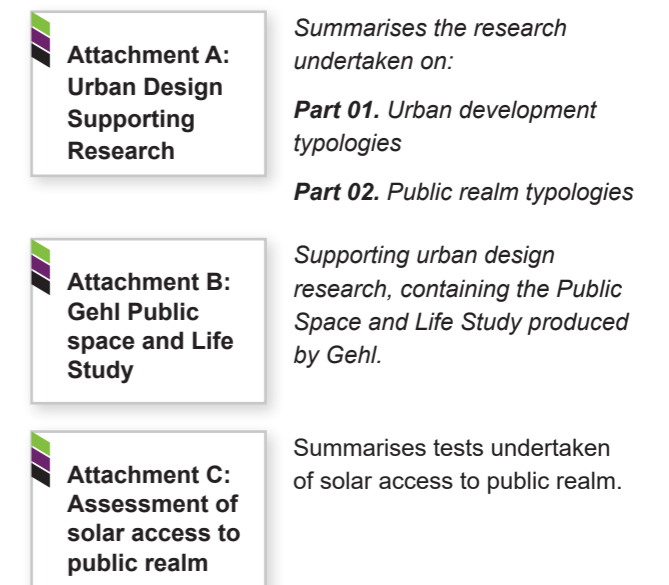 Attachment A:
Urban Design
Supporting
Research
Summarises the research
undertaken on:
Part 01. Urban development
typologies
Part 02. Public realm typologies
Attachment B:
Gehl Public
space and Life
Study
Supporting urban design
research, containing the Public
Space and Life Study produced
by Gehl.
Attachment C:
Assessment of
solar access to
public realm
Summarises tests undertaken
of solar access to public realm.